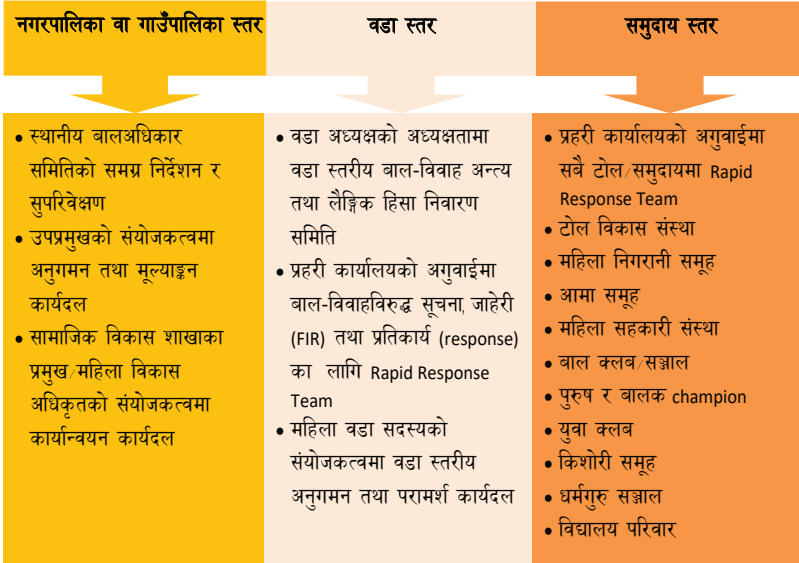 नगरपालिका वा गाउँपालिका स्तर
• स्थानीय बालअधिकार
समितिको समग्र निर्देशन र
सुपरिवेक्षण
• उपप्रमुखको संयोजकत्वमा
अनुगमन तथा मूल्याङ्कन
कार्यदल
• सामाजिक विकास शाखाका
प्रमुख/महिला विकास
अधिकृतको संयोजकत्वमा
कार्यान्वयन कार्यदल
वडा स्तर
• वडा अध्यक्षको अध्यक्षतामा
वडा स्तरीय बाल-विवाह अन्त्य
तथा लैङ्गिक हिंसा निवारण
समिति
• प्रहरी कार्यालयको अगुवाईमा
बाल-विवाहविरुद्ध सूचना, जाहेरी
(FIR) तथा प्रतिकार्य (response)
का लागि Rapid Response
Team
• महिला वडा सदस्यको
संयोजकत्वमा वडा स्तरीय
अनुगमन तथा परामर्श कार्यदल
समुदाय स्तर
• प्रहरी कार्यालयको अगुवाईमा
सबै टोल/समुदायमा Rapid
Response Team
• टोल विकास संस्था
• महिला निगरानी समूह
• आमा समूह
• महिला सहकारी संस्था
• बाल क्लब/सञ्जाल
• पुरुष र बालक champion
• युवा क्लब
• किशोरी समूह
• धर्मगुरु सञ्जाल
• विद्यालय परिवार